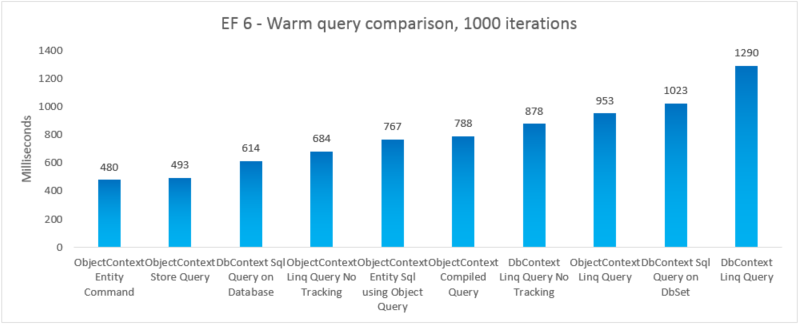 EF 6 - Warm query comparison, 1000 iterations
Milliseconds
1400
1200
1000
800
600
400
200
0
480
493
614
684
767
788
878
953
1023
1290
ObjectContext
Entity
Command
ObjectContext
Store Query
DbContext Sql
Query on
Database
ObjectContext
Linq Query No
Tracking
ObjectContext
Entity Sql
using Object
Query
ObjectContext
Compiled
Query
DbContext
Linq Query No
Tracking
ObjectContext
Linq Query
DbContext Sql
Query on
DbSet
DbContext
Linq Query